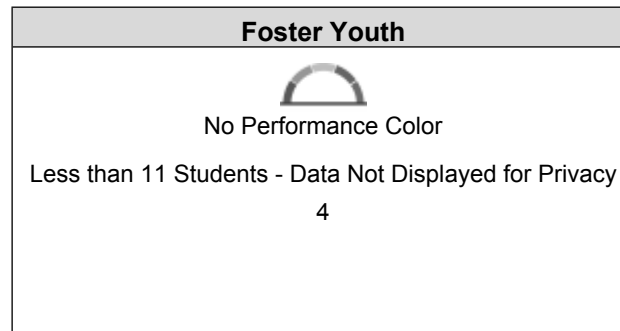 Foster Youth
No Performance Color
Less than 11 Students - Data Not Displayed for Privacy
4